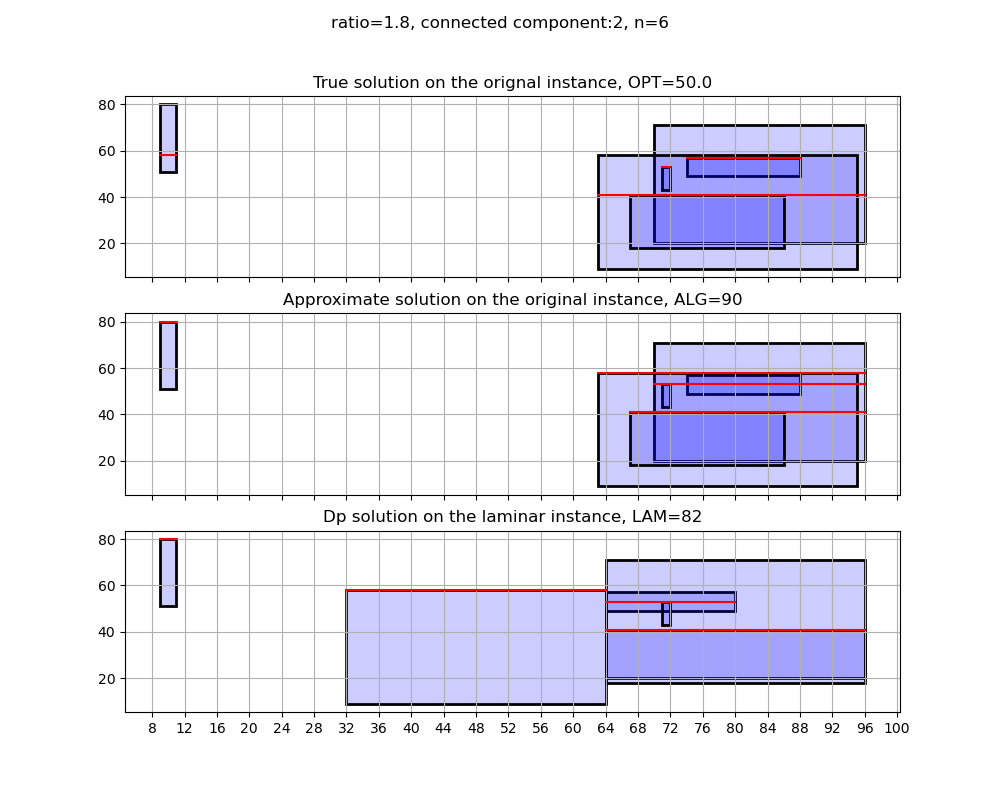 ratio=1.8, connected component:2, n=6
True solution on the orignal instance, OPT=50.0
80
60
40
20
Approximate solution on the original instance, ALG=90
80
60
40
20
Dp solution on the laminar instance, LAM=82
80
60
40
20
8 12 16 20 24 28 32 36 40 44 48 52 56 60 64 68 72 76 80 84 88 92 96 100